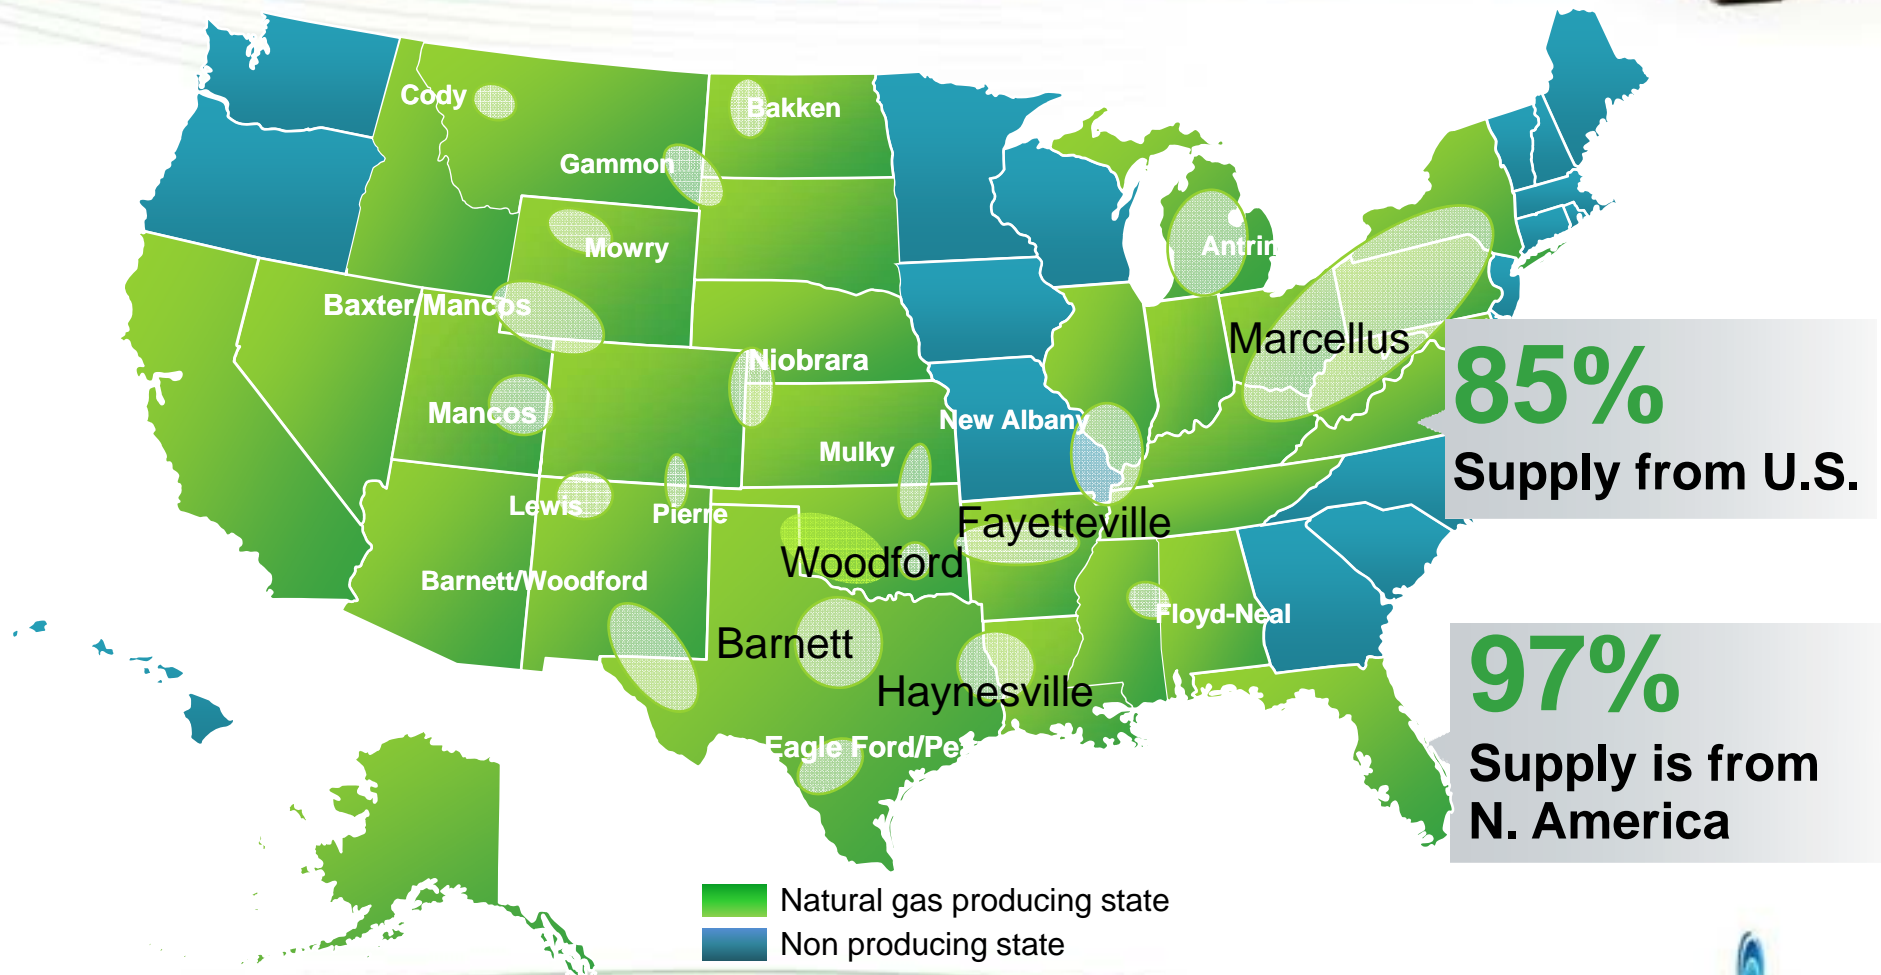 Cody
Bakken
Gammon
Mowry
Antrin
Baxter/Mancos
Marcellus
Niobrara
85%
Supply from U.S.
Mancos
New Albany
Mulky
Lewis
Pierre
Fayetteville
Woodford
Barnett/Woodford
Floyd-Neal
Barnett
Haynesville
97%
Supply is from
N. America
Eagle Ford/Pe
Natural gas producing state
Non producing state